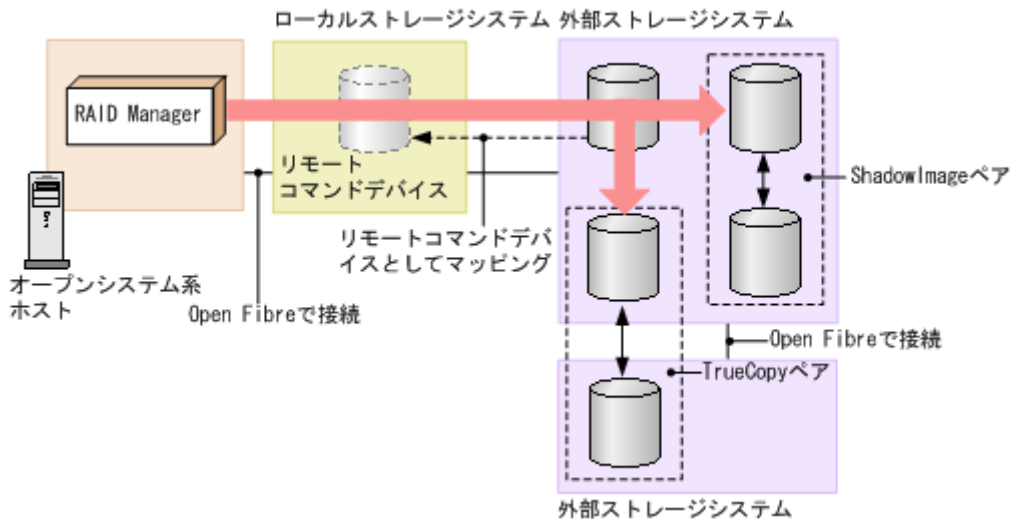 ローカルストレージシステム
外部ストレージシステム
RAID Manager
リモート
コマンドデバイス
ShadowImageペア
リモートコマンドデバ
イスとしてマッピング
オープンシステム系
ホスト
Open Fibreで接続
Open Fibreで接続
TrueCopyペア
外部ストレージシステム